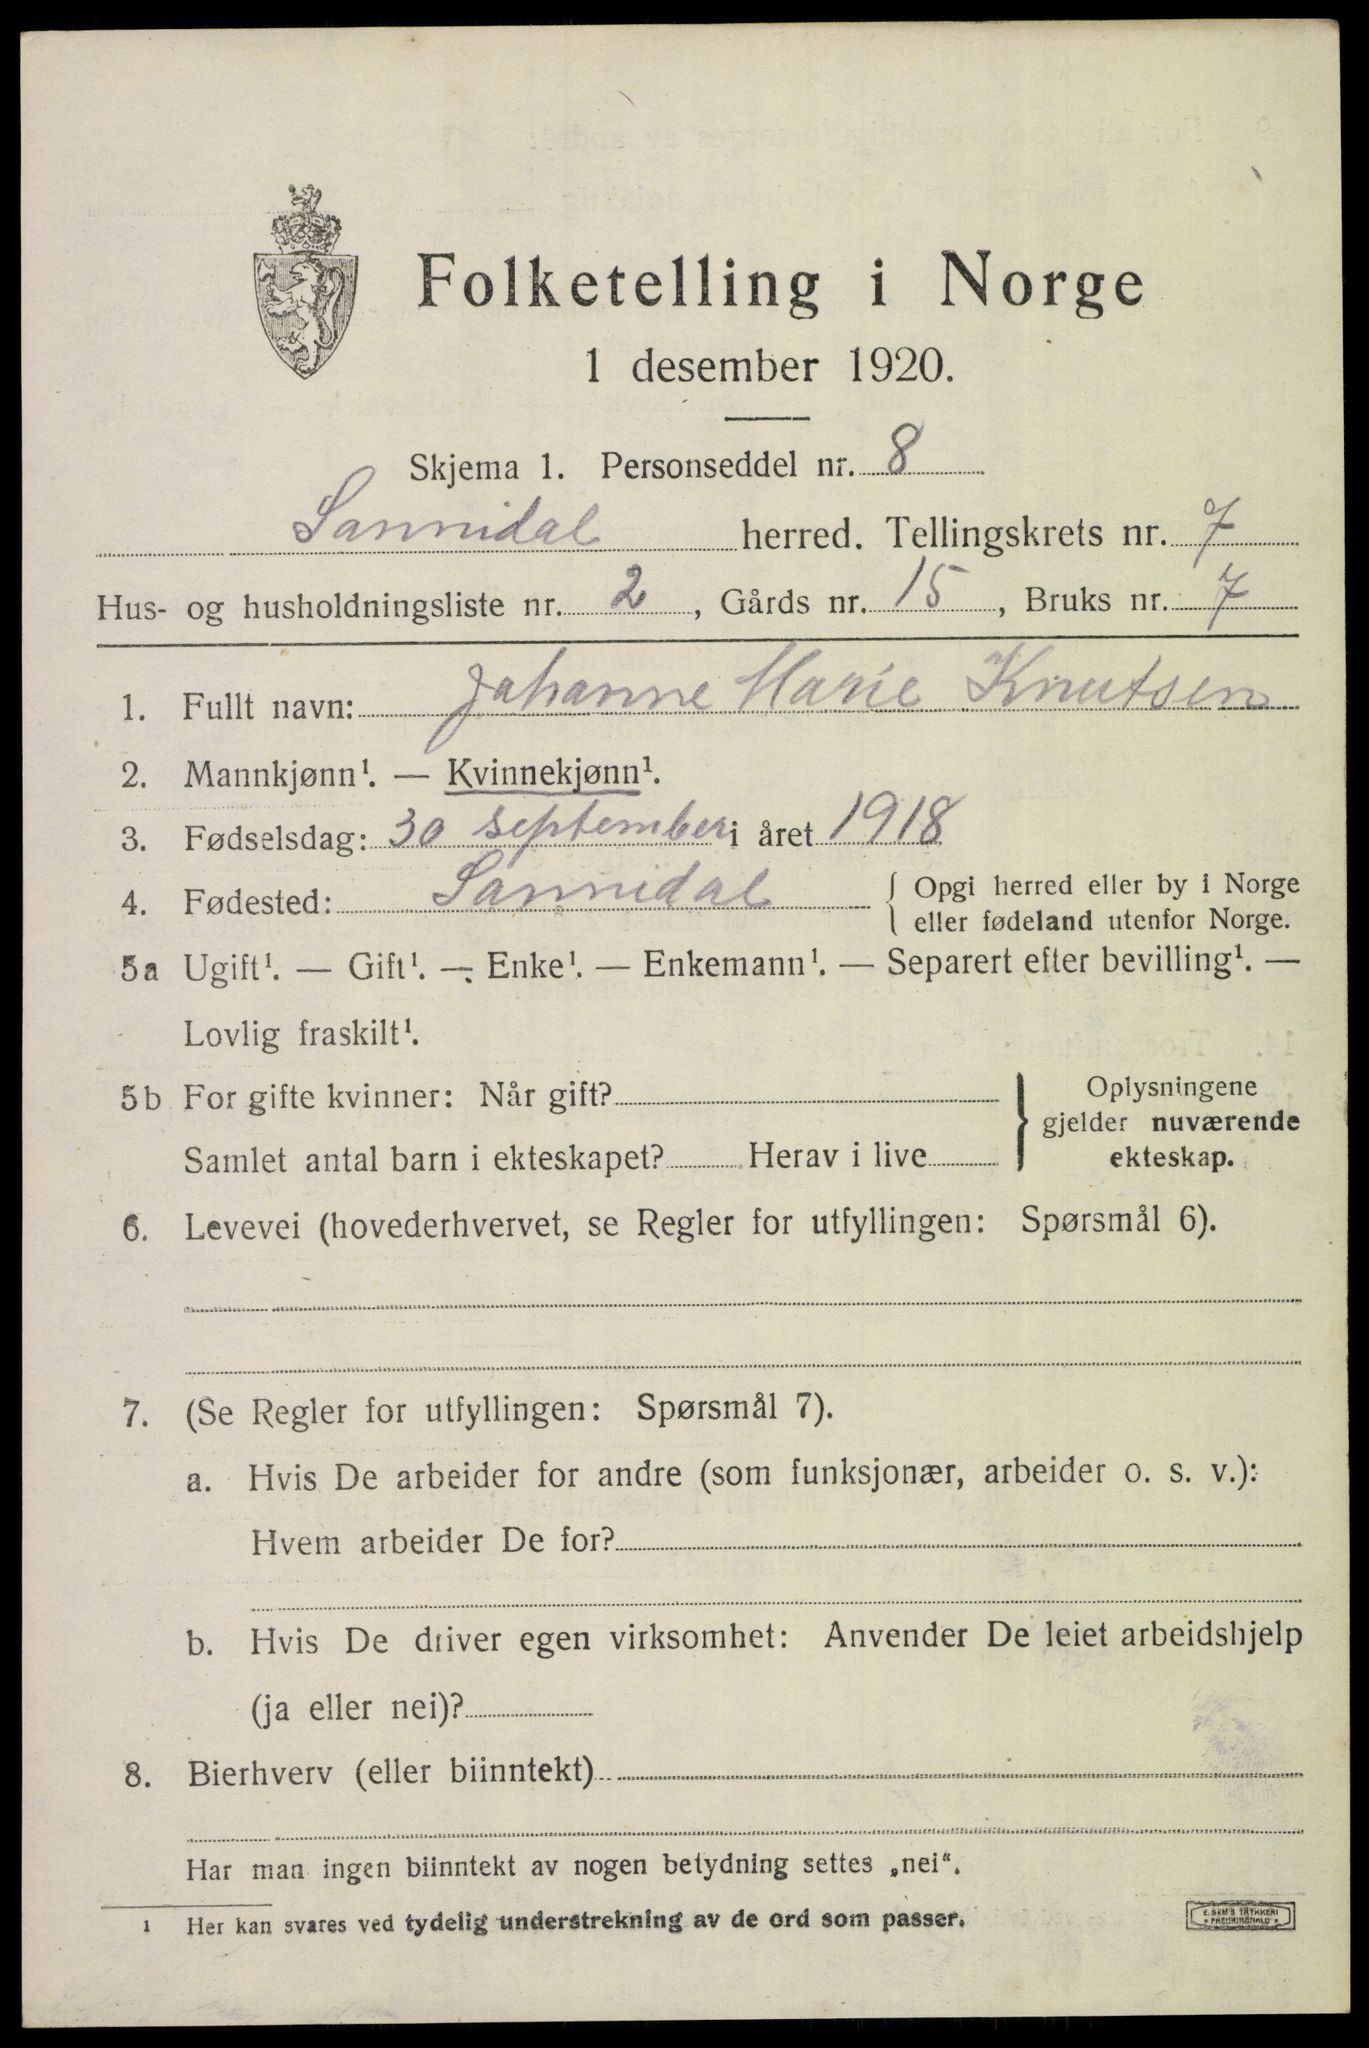 Folketelling i Norge
1 desember 1920.
Skjema 1. Personseddel nr. 8
Sannidal herred. Tellingskrets nr. 7
Hus- og husholdningsliste nr. 2, Gårds nr. 15, Bruks nr. 7
1. Fullt navn: Johanne Marie Knutsen
2. Mannkjønn¹. — Kvinnekjønn¹.
3. Fødselsdag: 30 september i året 1918
4. Fødested: Sannidal { Opgi herred eller by i Norge
eller fødeland utenfor Norge.
5a Ugift¹. — Gift¹. — Enke¹. — Enkemann¹. — Separert efter bevilling¹. —
Lovlig fraskilt¹.
5b For gifte kvinner: Når gift?
Samlet antal barn i ekteskapet? Herav i live
} Oplysningene
gjelder nuværende
ekteskap.
6. Levevei (hovederhvervet, se Regler for utfyllingen: Spørsmål 6).
7. (Se Regler for utfyllingen: Spørsmål 7).
a. Hvis De arbeider for andre (som funksjonær, arbeider o. s. v.):
Hvem arbeider De for?
b. Hvis De driver egen virksomhet: Anvender De leiet arbeidshjelp
(ja eller nei)?
8. Bierhverv (eller biinntekt)
Har man ingen biinntekt av nogen betydning settes „nei“.
¹ Her kan svares ved tydelig understrekning av de ord som passer.
E. SEM'S TRYKKERI
FREDRIKSHALD